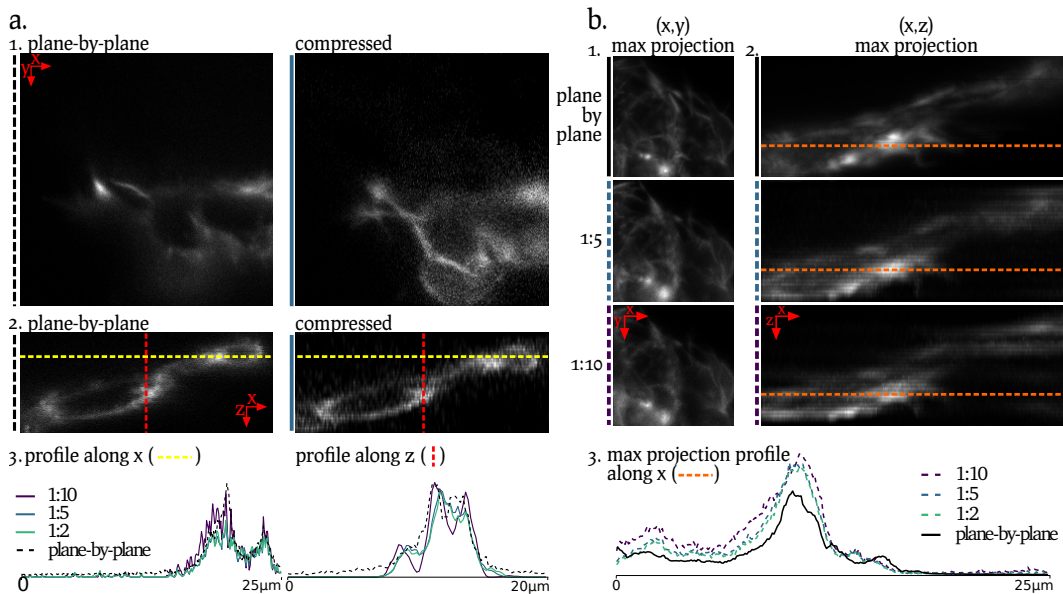 a.
1. plane-by-plane
compressed
x
y
2. plane-by-plane
compressed
x
z
3. profile along x ( )
profile along z ( )
1:10
1:5
1:2
plane-by-plane
0
25µm
0
20µm
b.
(x,y)
max projection
(x,z)
max projection
1.
2.
plane
by
plane
1:5
1:10
x
y
x
z
3. max projection profile
along x ( )
1:10
1:5
1:2
plane-by-plane
3
0
25µm